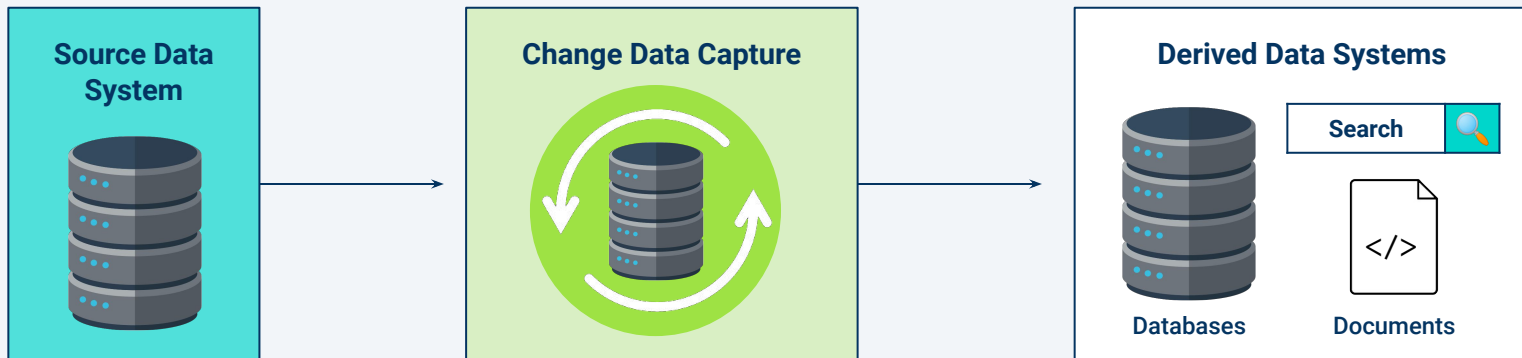 Source Data
System
Change Data Capture
Derived Data Systems
Search
</>
Databases
Documents